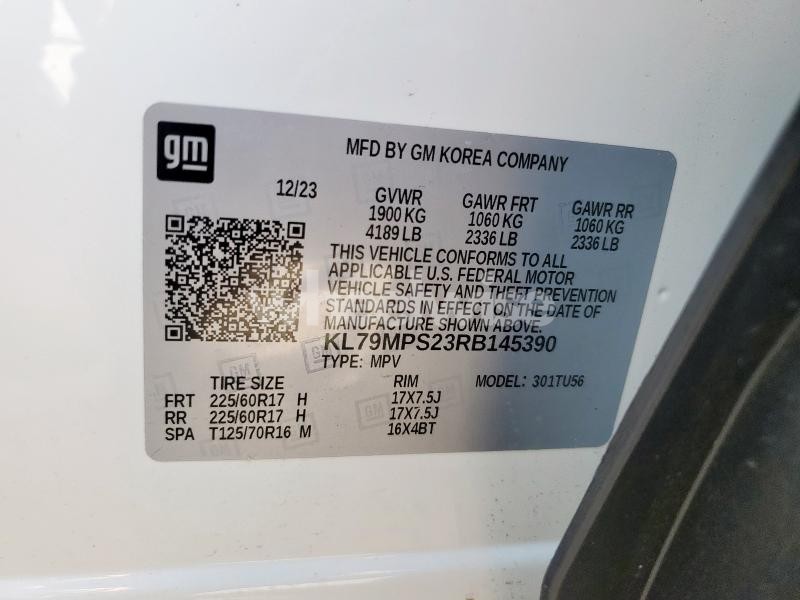 gm
MFD BY GM KOREA COMPANY
12/23
GVWR GAWR FRT GAWR RR
1900 KG 1060 KG 1060 KG
4189 LB 2336 LB 2336 LB
THIS VEHICLE CONFORMS TO ALL
APPLICABLE U.S. FEDERAL MOTOR
VEHICLE SAFETY AND THEFT PREVENTION
STANDARDS IN EFFECT ON THE DATE OF
MANUFACTURE SHOWN ABOVE.
KL79MPS23RB145390
TYPE: MPV
TIRE SIZE RIM MODEL: 301TU56
FRT 225/60R17 H 17X7.5J
RR 225/60R17 H 17X7.5J
SPA T125/70R16 M 16X4BT